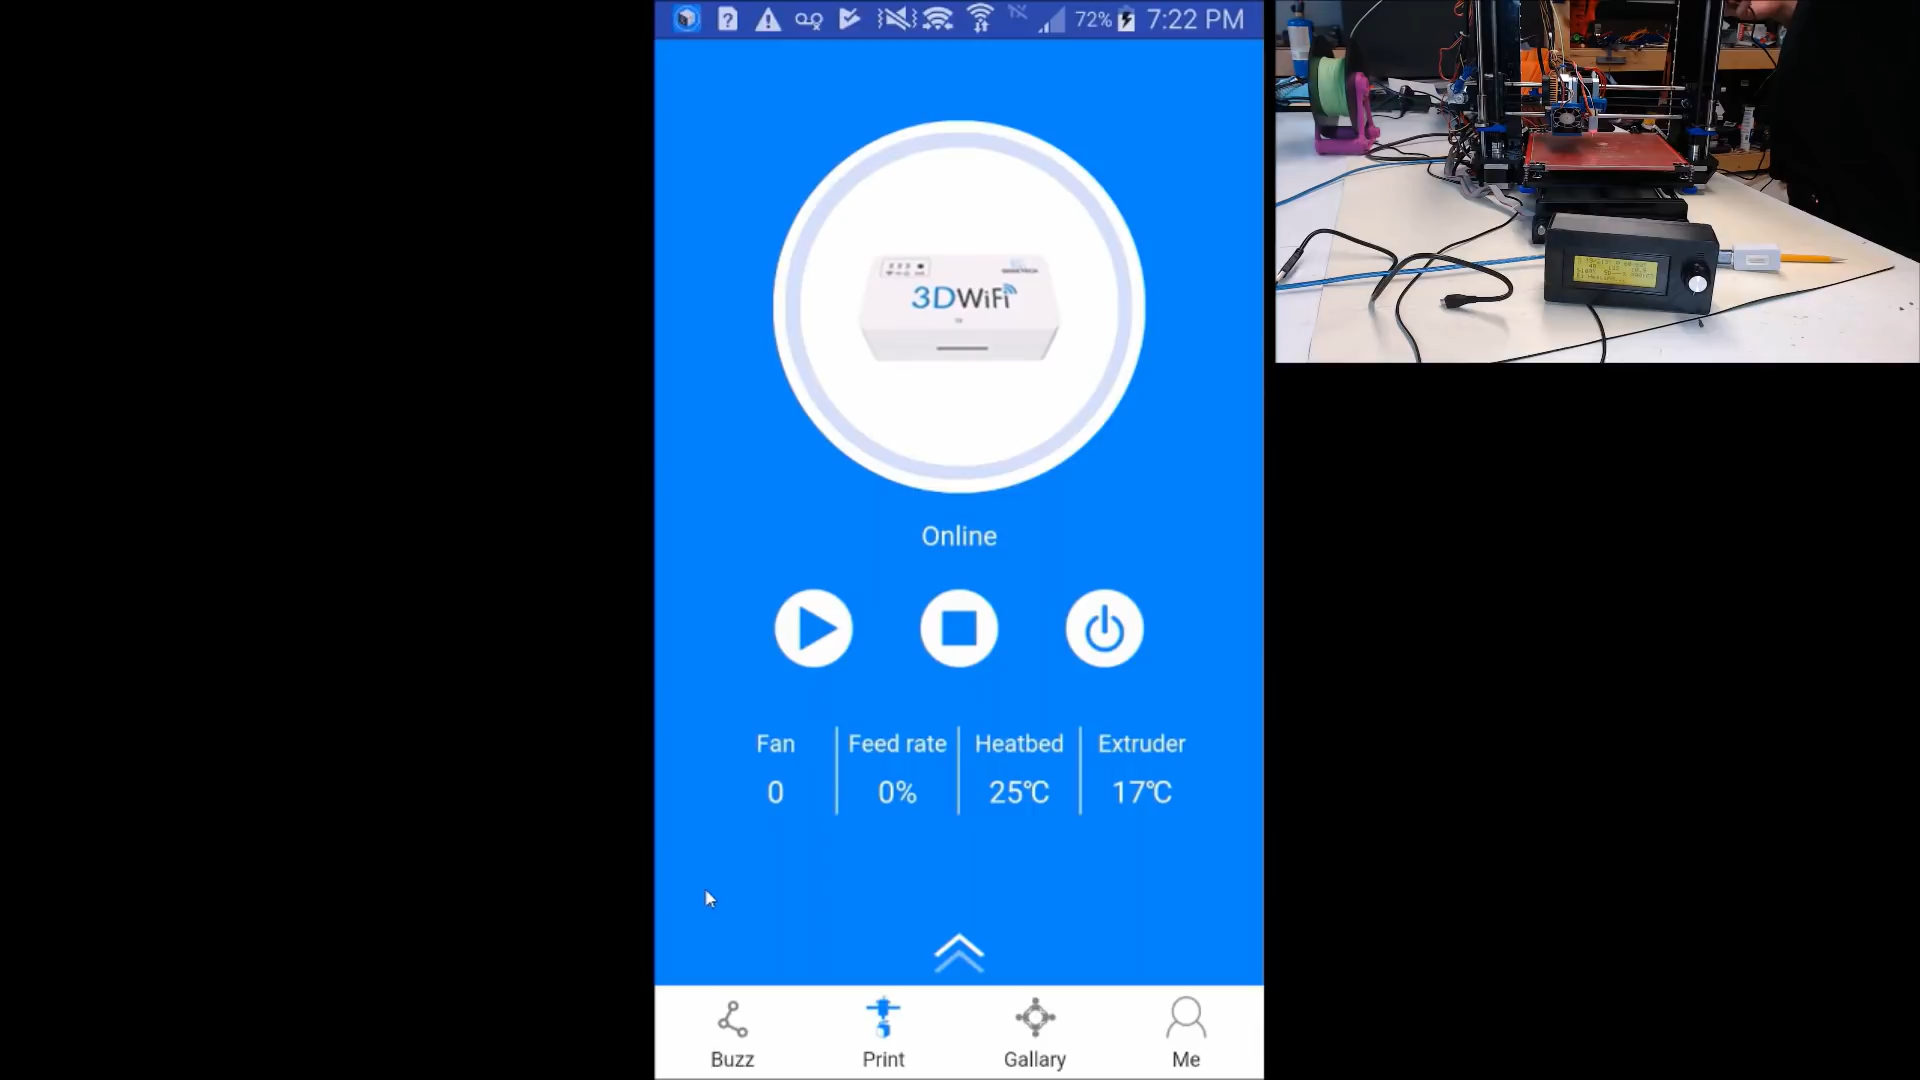 72% 7:22 PM
3DWiFi
Online
Fan Feed rate Heatbed Extruder
0 0% 25℃ 17℃
Buzz Print Gallary Me